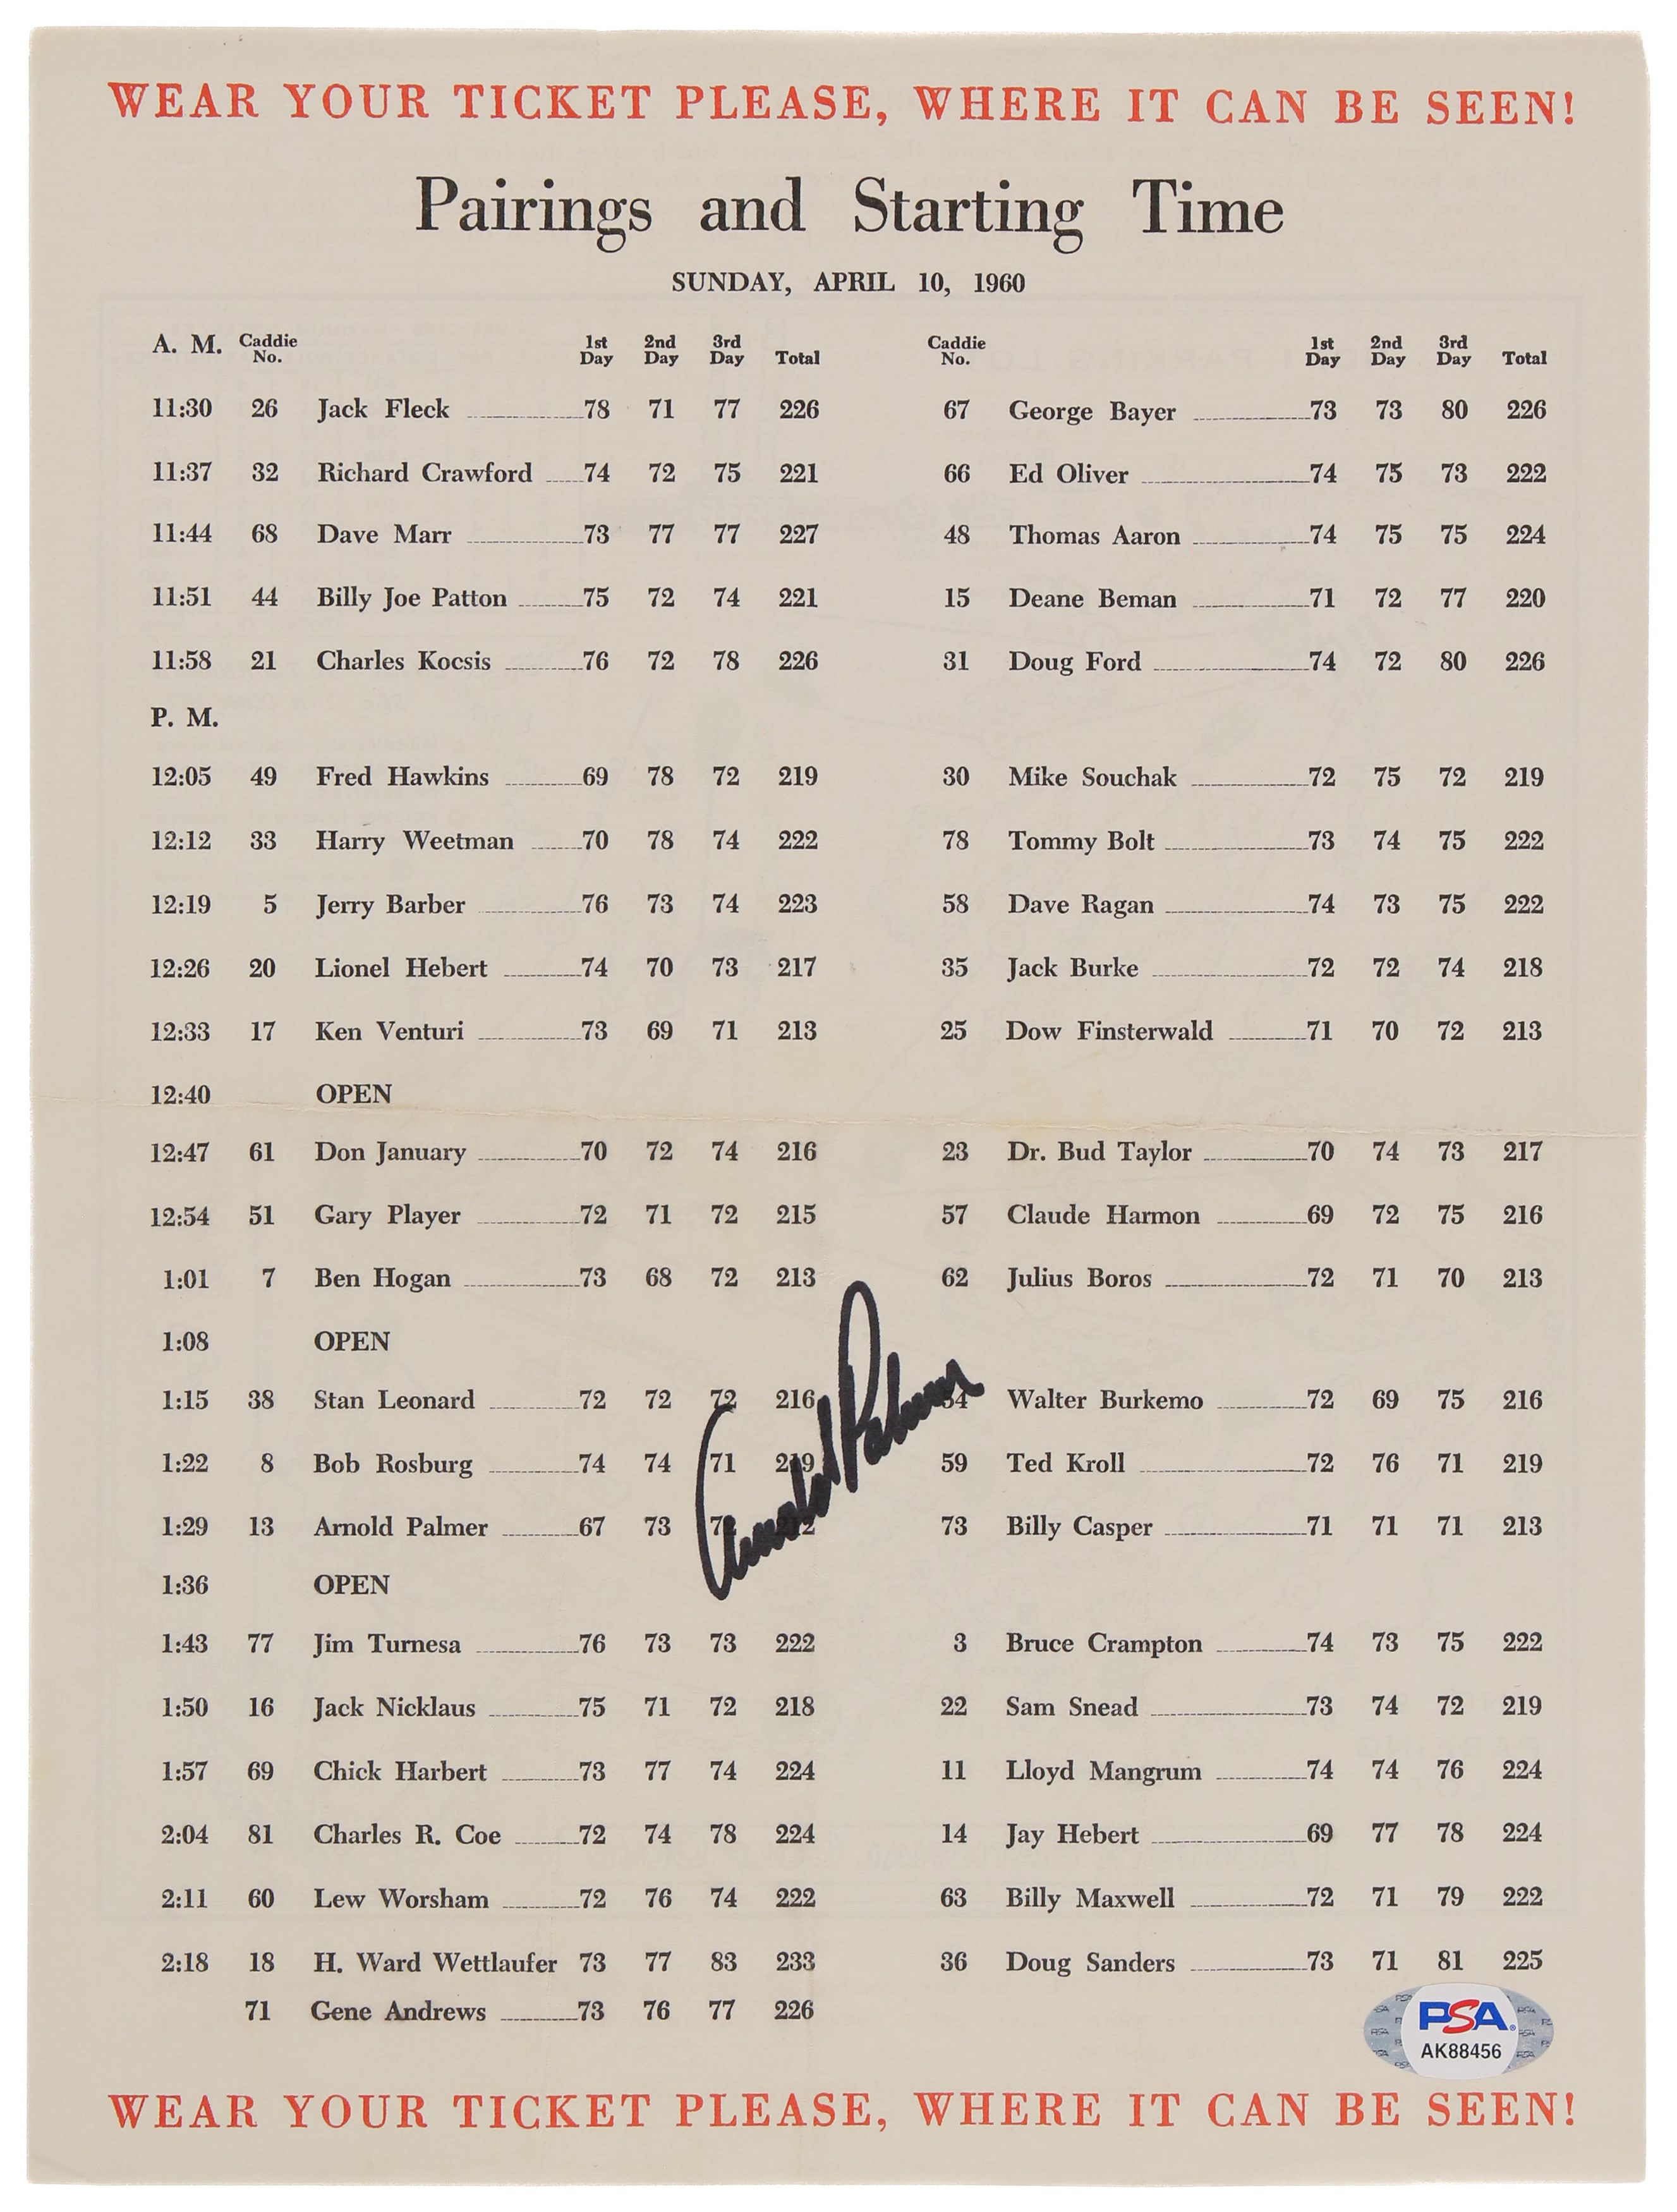 WEAR YOUR TICKET PLEASE, WHERE IT CAN BE SEEN!
Pairings and Starting Time
SUNDAY, APRIL 10, 1960
A. M. Caddie No. 1st Day 2nd Day 3rd Day Total Caddie No. 1st Day 2nd Day 3rd Day Total
11:30 26 Jack Fleck 78 71 77 226 67 George Bayer 73 73 80 226
11:37 32 Richard Crawford 74 72 75 221 66 Ed Oliver 74 75 73 222
11:44 68 Dave Marr 73 77 77 227 48 Thomas Aaron 74 75 75 224
11:51 44 Billy Joe Patton 75 72 74 221 15 Deane Beman 71 72 77 220
11:58 21 Charles Kocsis 76 72 78 226 31 Doug Ford 74 72 80 226
P. M.
12:05 49 Fred Hawkins 69 78 72 219 30 Mike Souchak 72 75 72 219
12:12 33 Harry Weetman 70 78 74 222 78 Tommy Bolt 73 74 75 222
12:19 5 Jerry Barber 76 73 74 223 58 Dave Ragan 74 73 75 222
12:26 20 Lionel Hebert 74 70 73 217 35 Jack Burke 72 72 74 218
12:33 17 Ken Venturi 73 69 71 213 25 Dow Finsterwald 71 70 72 213
12:40 OPEN
12:47 61 Don January 70 72 74 216 23 Dr. Bud Taylor 70 74 73 217
12:54 51 Gary Player 72 71 72 215 57 Claude Harmon 69 72 75 216
1:01 7 Ben Hogan 73 68 72 213 62 Julius Boros 72 71 70 213
1:08 OPEN
1:15 38 Stan Leonard 72 72 72 216 Walter Burkemo 72 69 75 216
1:22 8 Bob Rosburg 74 74 71 219 59 Ted Kroll 72 76 71 219
1:29 13 Arnold Palmer 67 73 72 212 73 Billy Casper 71 71 71 213
Arnold Palmer
1:36 OPEN
1:43 77 Jim Turnesa 76 73 73 222 3 Bruce Crampton 74 73 75 222
1:50 16 Jack Nicklaus 75 71 72 218 22 Sam Snead 73 74 72 219
1:57 69 Chick Harbert 73 77 74 224 11 Lloyd Mangrum 74 74 76 224
2:04 81 Charles R. Coe 72 74 78 224 14 Jay Hebert 69 77 78 224
2:11 60 Lew Worsham 72 76 74 222 63 Billy Maxwell 72 71 79 222
2:18 18 H. Ward Wettlaufer 73 77 83 233 36 Doug Sanders 73 71 81 225
71 Gene Andrews 73 76 77 226
PSA
AK88456
WEAR YOUR TICKET PLEASE, WHERE IT CAN BE SEEN!